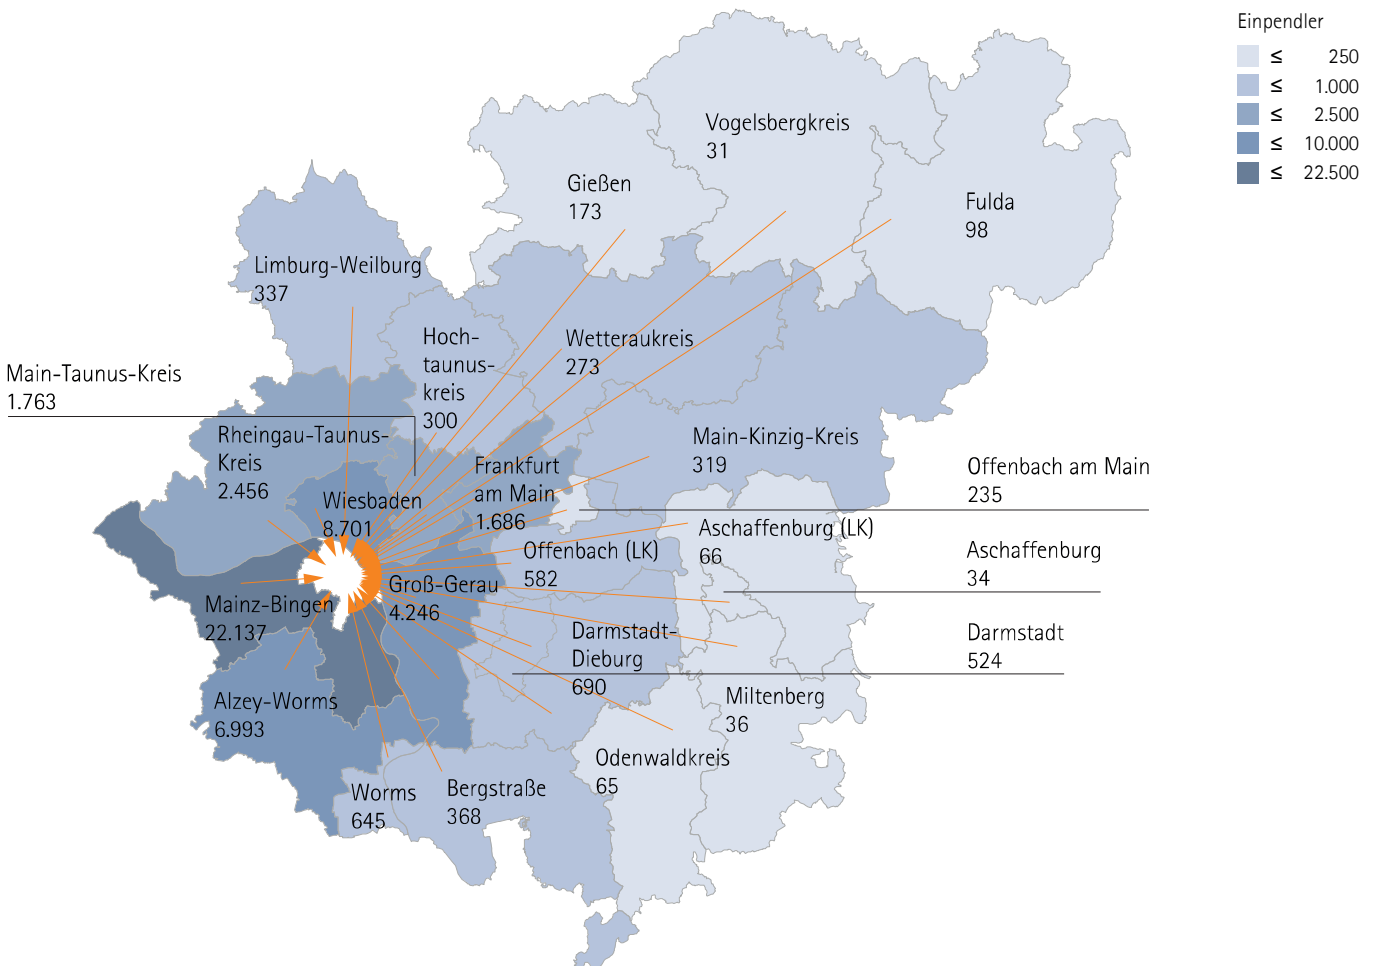 Einpendler
≤ 250
≤ 1.000
≤ 2.500
≤ 10.000
≤ 22.500
Vogelsbergkreis
31
Gießen
173
Fulda
98
Limburg-Weilburg
337
Hoch-
taunus-
kreis
300
Wetteraukreis
273
Main-Taunus-Kreis
1.763
Rheingau-Taunus-
Kreis
2.456
Main-Kinzig-Kreis
319
Frankfurt
am Main
1.686
Offenbach am Main
235
Wiesbaden
8.701
Aschaffenburg (LK)
66
Offenbach (LK)
582
Aschaffenburg
34
Groß-Gerau
4.246
Mainz-Bingen
22.137
Darmstadt-
Dieburg
690
Darmstadt
524
Alzey-Worms
6.993
Miltenberg
36
Odenwaldkreis
65
Worms
645
Bergstraße
368